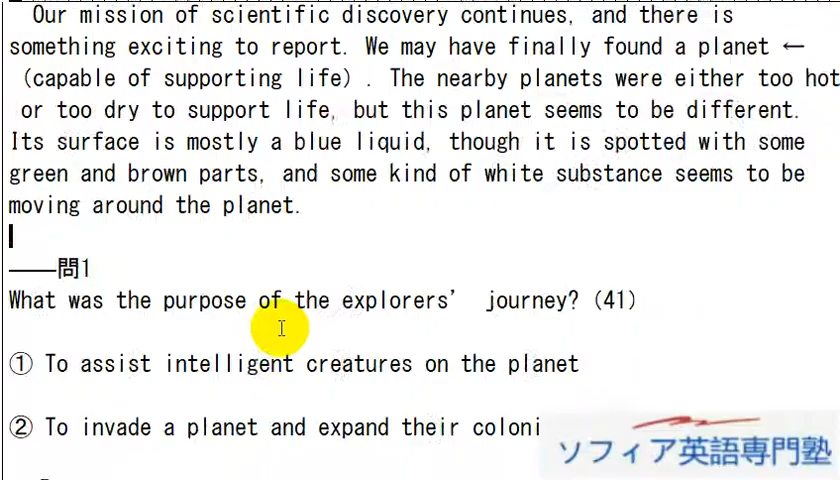 Our mission of scientific discovery continues, and there is
something exciting to report. We may have finally found a planet ←
(capable of supporting life) . The nearby planets were either too hot
or too dry to support life, but this planet seems to be different.
Its surface is mostly a blue liquid, though it is spotted with some
green and brown parts, and some kind of white substance seems to be
moving around the planet.
――問1
What was the purpose of the explorers’ journey? (41)
① To assist intelligent creatures on the planet
② To invade a planet and expand their coloni
ソフィア英語専門塾